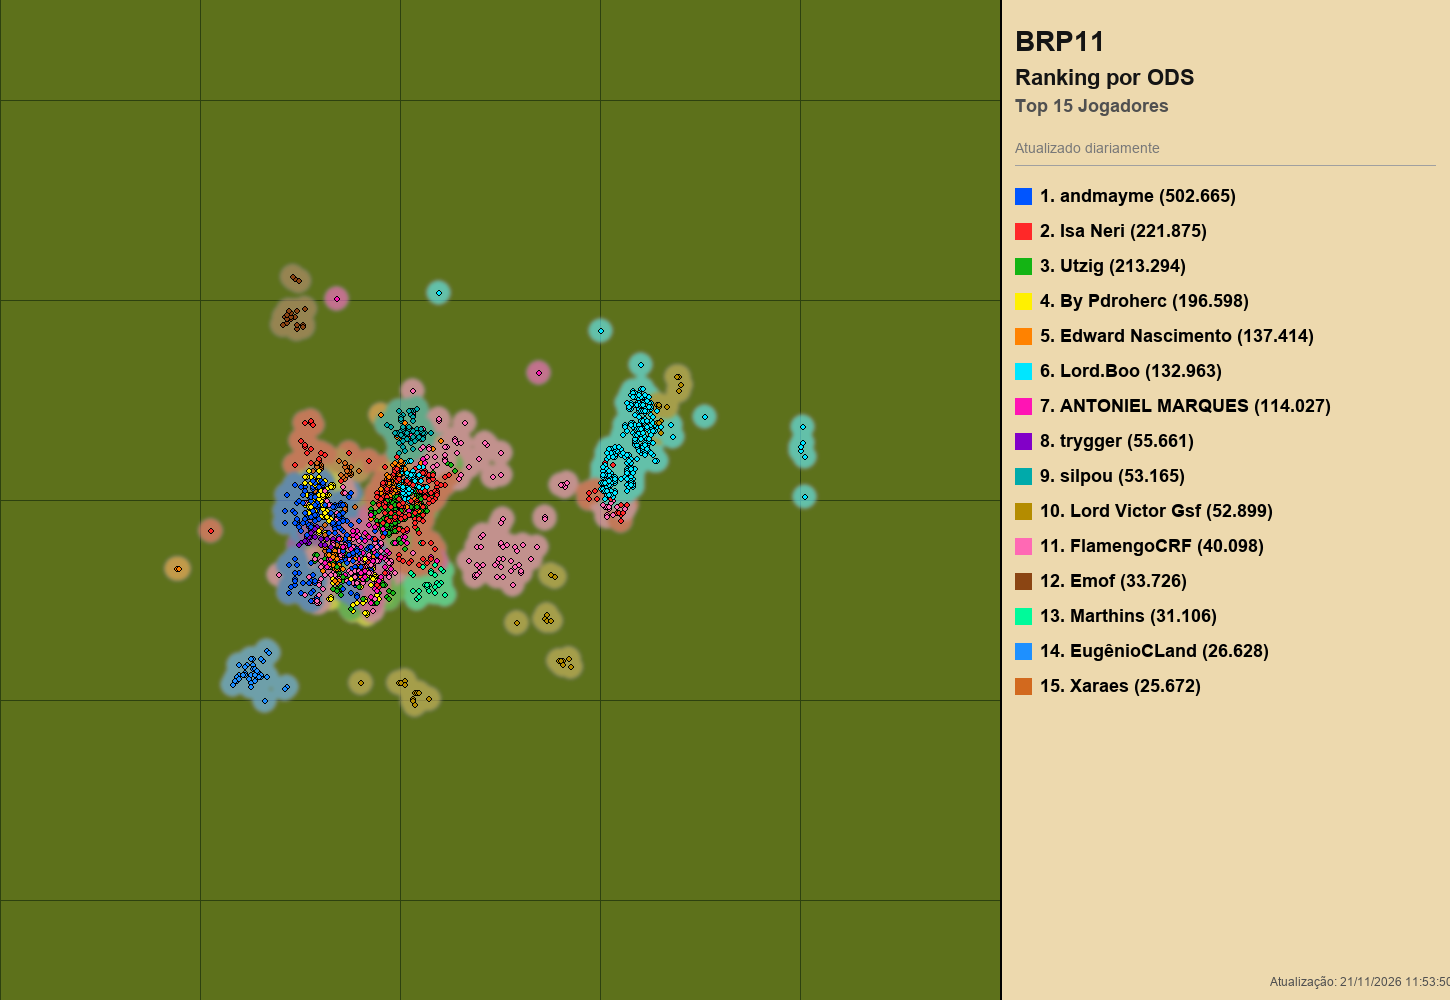 BRP11
Ranking por ODS
Top 15 Jogadores
Atualizado diariamente
1. andmayme (502.665)
2. Isa Neri (221.875)
3. Utzig (213.294)
4. By Pdroherc (196.598)
5. Edward Nascimento (137.414)
6. Lord.Boo (132.963)
7. ANTONIEL MARQUES (114.027)
8. trygger (55.661)
9. silpou (53.165)
10. Lord Victor Gsf (52.899)
11. FlamengoCRF (40.098)
12. Emof (33.726)
13. Marthins (31.106)
14. EugênioCLand (26.628)
15. Xaraes (25.672)
Atualização: 21/11/2026 11:53:50